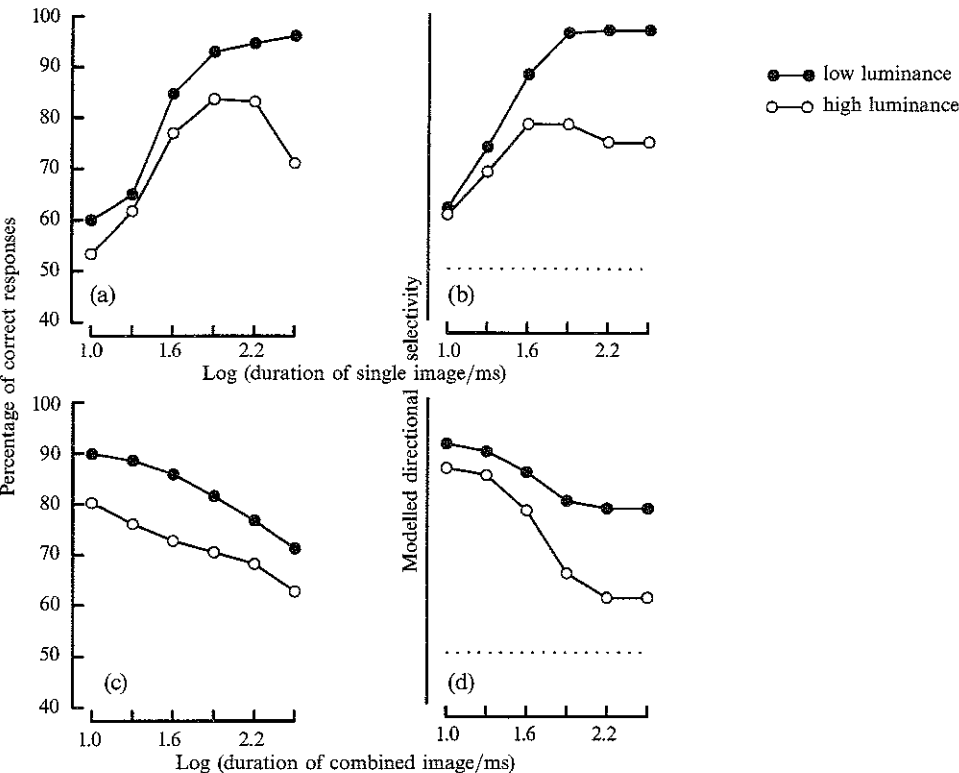 100
90
80
70
60
50
40
(a)
1.0
1.6
2.2
(b)
1.0
1.6
2.2
low luminance
high luminance
Log (duration of single image/ms)
Percentage of correct responses
Modelled directional selectivity
100
90
80
70
60
50
40
(c)
1.0
1.6
2.2
(d)
1.0
1.6
2.2
Log (duration of combined image/ms)